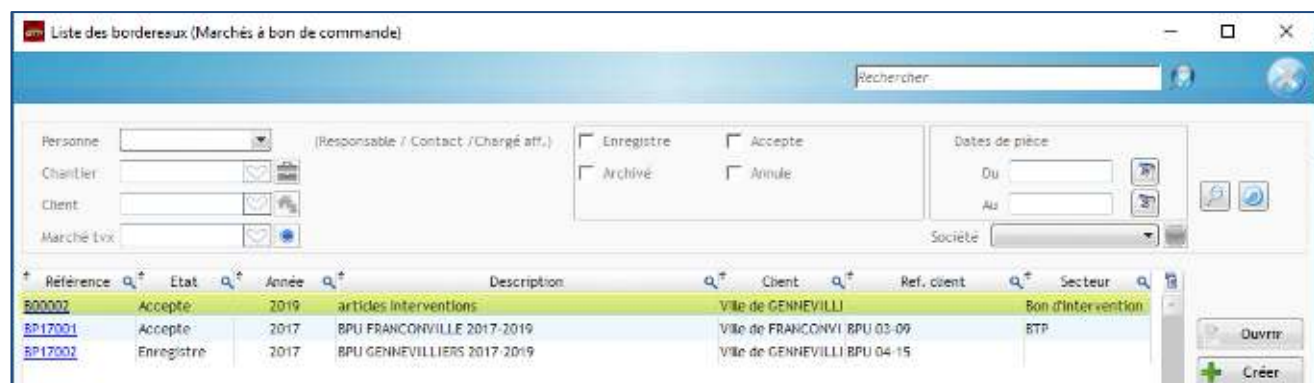 Liste des bordereaux (Marchés à bon de commande)
Rechercher
Personne (Responsable / Contact /Chargé aff.) Enregistre Accepte Dates de pièce
Chantier Archivé Annule Du
Client Au
Marché tvx Société
Référence Etat Année Description Client Ref. client Secteur
B00002 Accepte 2019 articles interventions Ville de GENNEVILLI Bon d'intervention
BP17001 Accepte 2017 BPU FRANCONVILLE 2017-2019 Ville de FRANCONVI BPU 03-09 BTP
BP17002 Enregistre 2017 BPU GENNEVILLIERS 2017-2019 Ville de GENNEVILLI BPU 04-15
Ouvrir
Créer